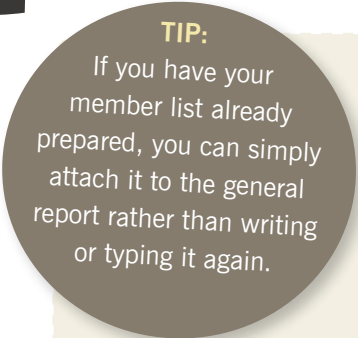 TIP:
If you have your
member list already
prepared, you can simply
attach it to the general
report rather than writing
or typing it again.